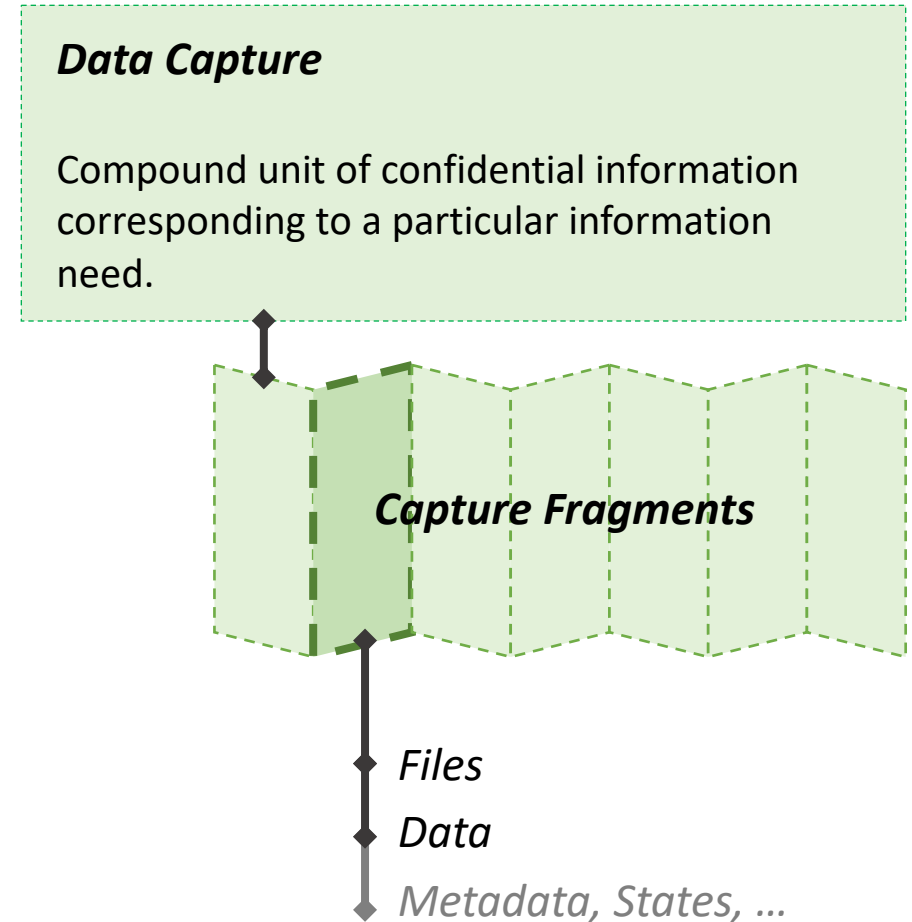 Data Capture
Compound unit of confidential information
corresponding to a particular information
need.
Capture Fragments
Files
Data
Metadata, States, …